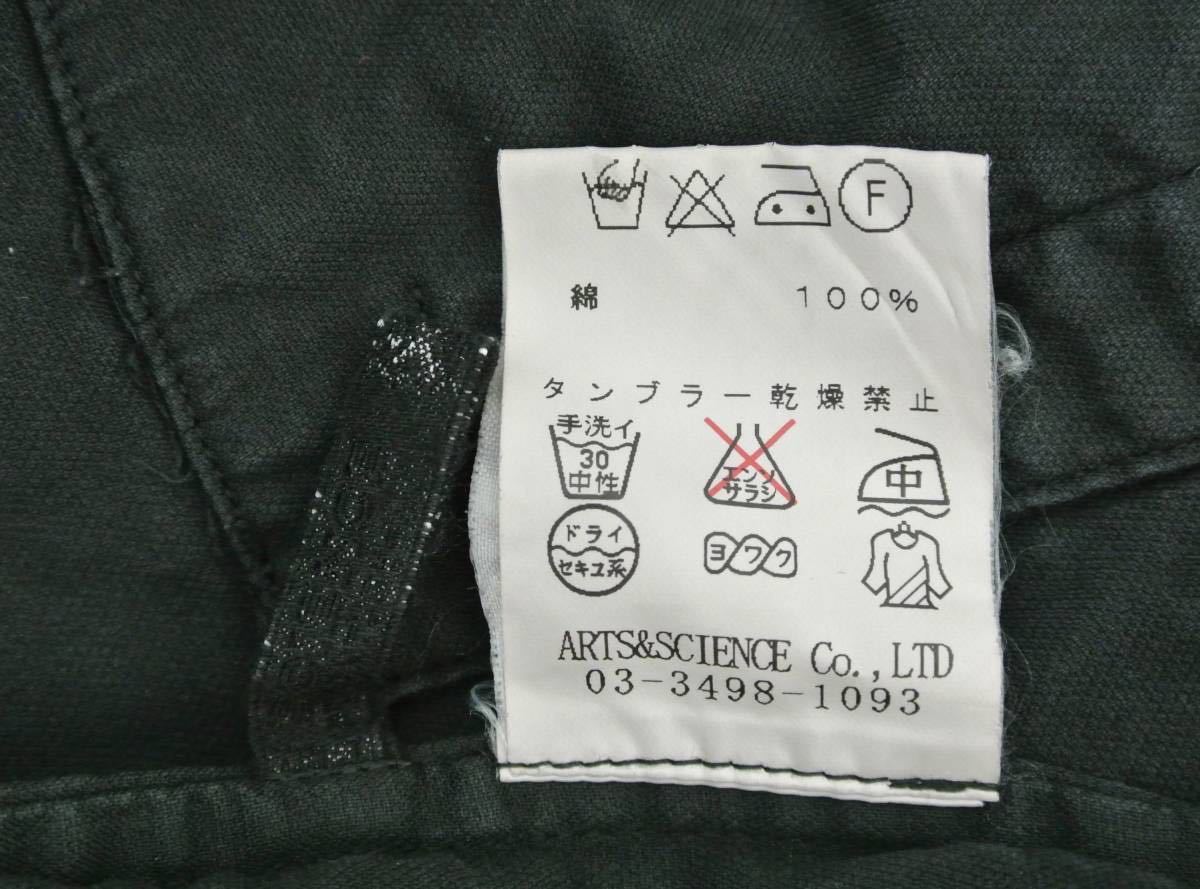 F
綿 100%
タンブラー乾燥禁止
手洗イ 30 中性
エンソ サラシ
中
ドライ セキユ系
ヨワク
ARTS&SCIENCE Co.,LTD
03-3498-1093